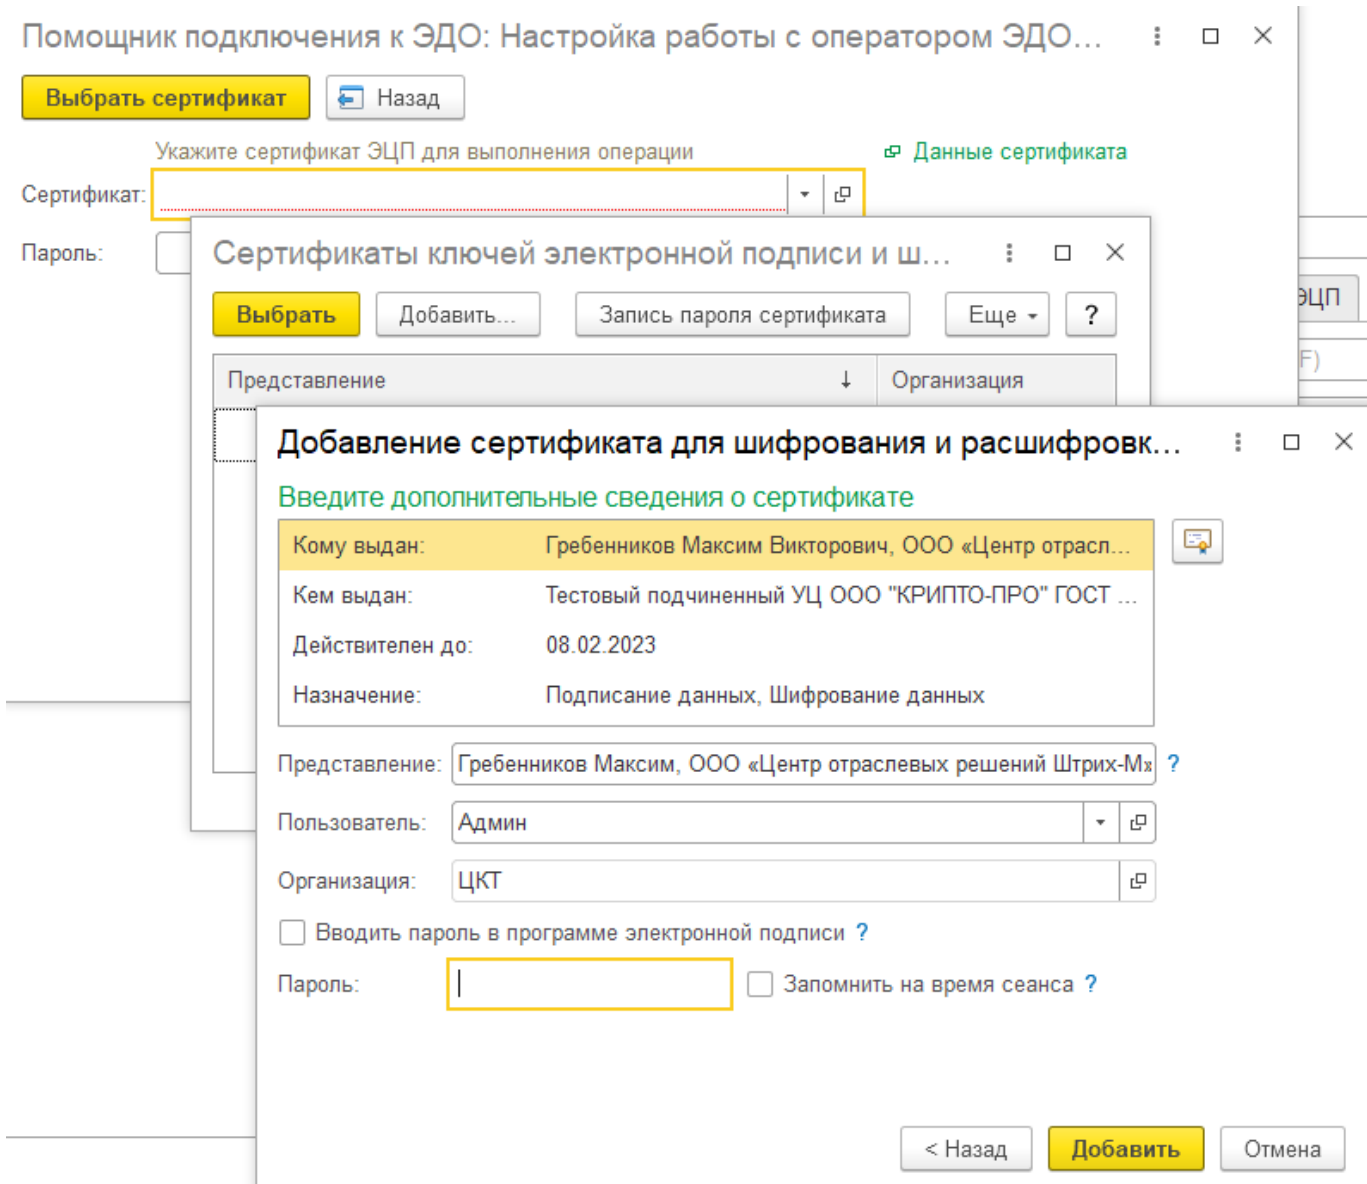 Помощник подключения к ЭДО: Настройка работы с оператором ЭДО...
Выбрать сертификат Назад
Укажите сертификат ЭЦП для выполнения операции Данные сертификата
Сертификат:
Пароль:
Сертификаты ключей электронной подписи и ш...
ЭЦП
Выбрать Добавить... Запись пароля сертификата Еще ?
F)
Представление ↓ Организация
Добавление сертификата для шифрования и расшифровк...
Введите дополнительные сведения о сертификате
Кому выдан: Гребенников Максим Викторович, ООО «Центр отрасл...
Кем выдан: Тестовый подчиненный УЦ ООО "КРИПТО-ПРО" ГОСТ ...
Действителен до: 08.02.2023
Назначение: Подписание данных, Шифрование данных
Представление: Гребенников Максим, ООО «Центр отраслевых решений Штрих-М» ?
Пользователь: Админ
Организация: ЦКТ
Вводить пароль в программе электронной подписи ?
Пароль: Запомнить на время сеанса ?
< Назад Добавить Отмена